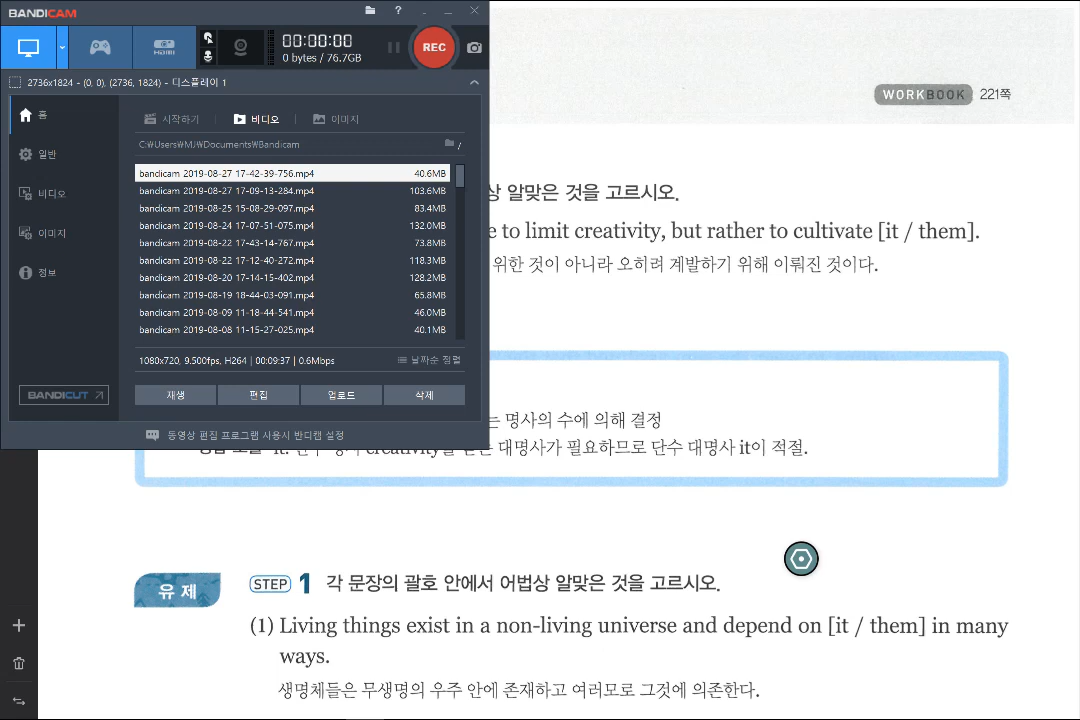 BANDICAM
?
HDMI
00:00:00
0 bytes / 76.7GB
REC
2736x1824 - (0, 0), (2736, 1824) - 디스플레이 1
홈
일반
비디오
이미지
정보
BANDICUT
시작하기
비디오
이미지
C:₩Users₩MJ₩Documents₩Bandicam
/
bandicam 2019-08-27 17-42-39-756.mp4 40.6MB
bandicam 2019-08-27 17-09-13-284.mp4 103.6MB
bandicam 2019-08-25 15-08-29-097.mp4 83.4MB
bandicam 2019-08-24 17-07-51-075.mp4 132.0MB
bandicam 2019-08-22 17-43-14-767.mp4 73.8MB
bandicam 2019-08-22 17-12-40-272.mp4 118.3MB
bandicam 2019-08-20 17-14-15-402.mp4 128.2MB
bandicam 2019-08-19 18-44-03-091.mp4 65.8MB
bandicam 2019-08-09 11-18-44-541.mp4 46.0MB
bandicam 2019-08-08 11-15-27-025.mp4 40.1MB
1080x720, 9.500fps, H264 | 00:09:37 | 0.6Mbps
날짜순 정렬
재생 편집 업로드 삭제
동영상 편집 프로그램 사용시 반디캠 설정
WORKBOOK 221쪽
상 알맞은 것을 고르시오.
e to limit creativity, but rather to cultivate [it / them].
위한 것이 아니라 오히려 계발하기 위해 이뤄진 것이다.
는 명사의 수에 의해 결정
creativity를 받는 대명사가 필요하므로 단수 대명사 it이 적절.
유 제
STEP 1 각 문장의 괄호 안에서 어법상 알맞은 것을 고르시오.
(1) Living things exist in a non-living universe and depend on [it / them] in many
ways.
생명체들은 무생명의 우주 안에 존재하고 여러모로 그것에 의존한다.